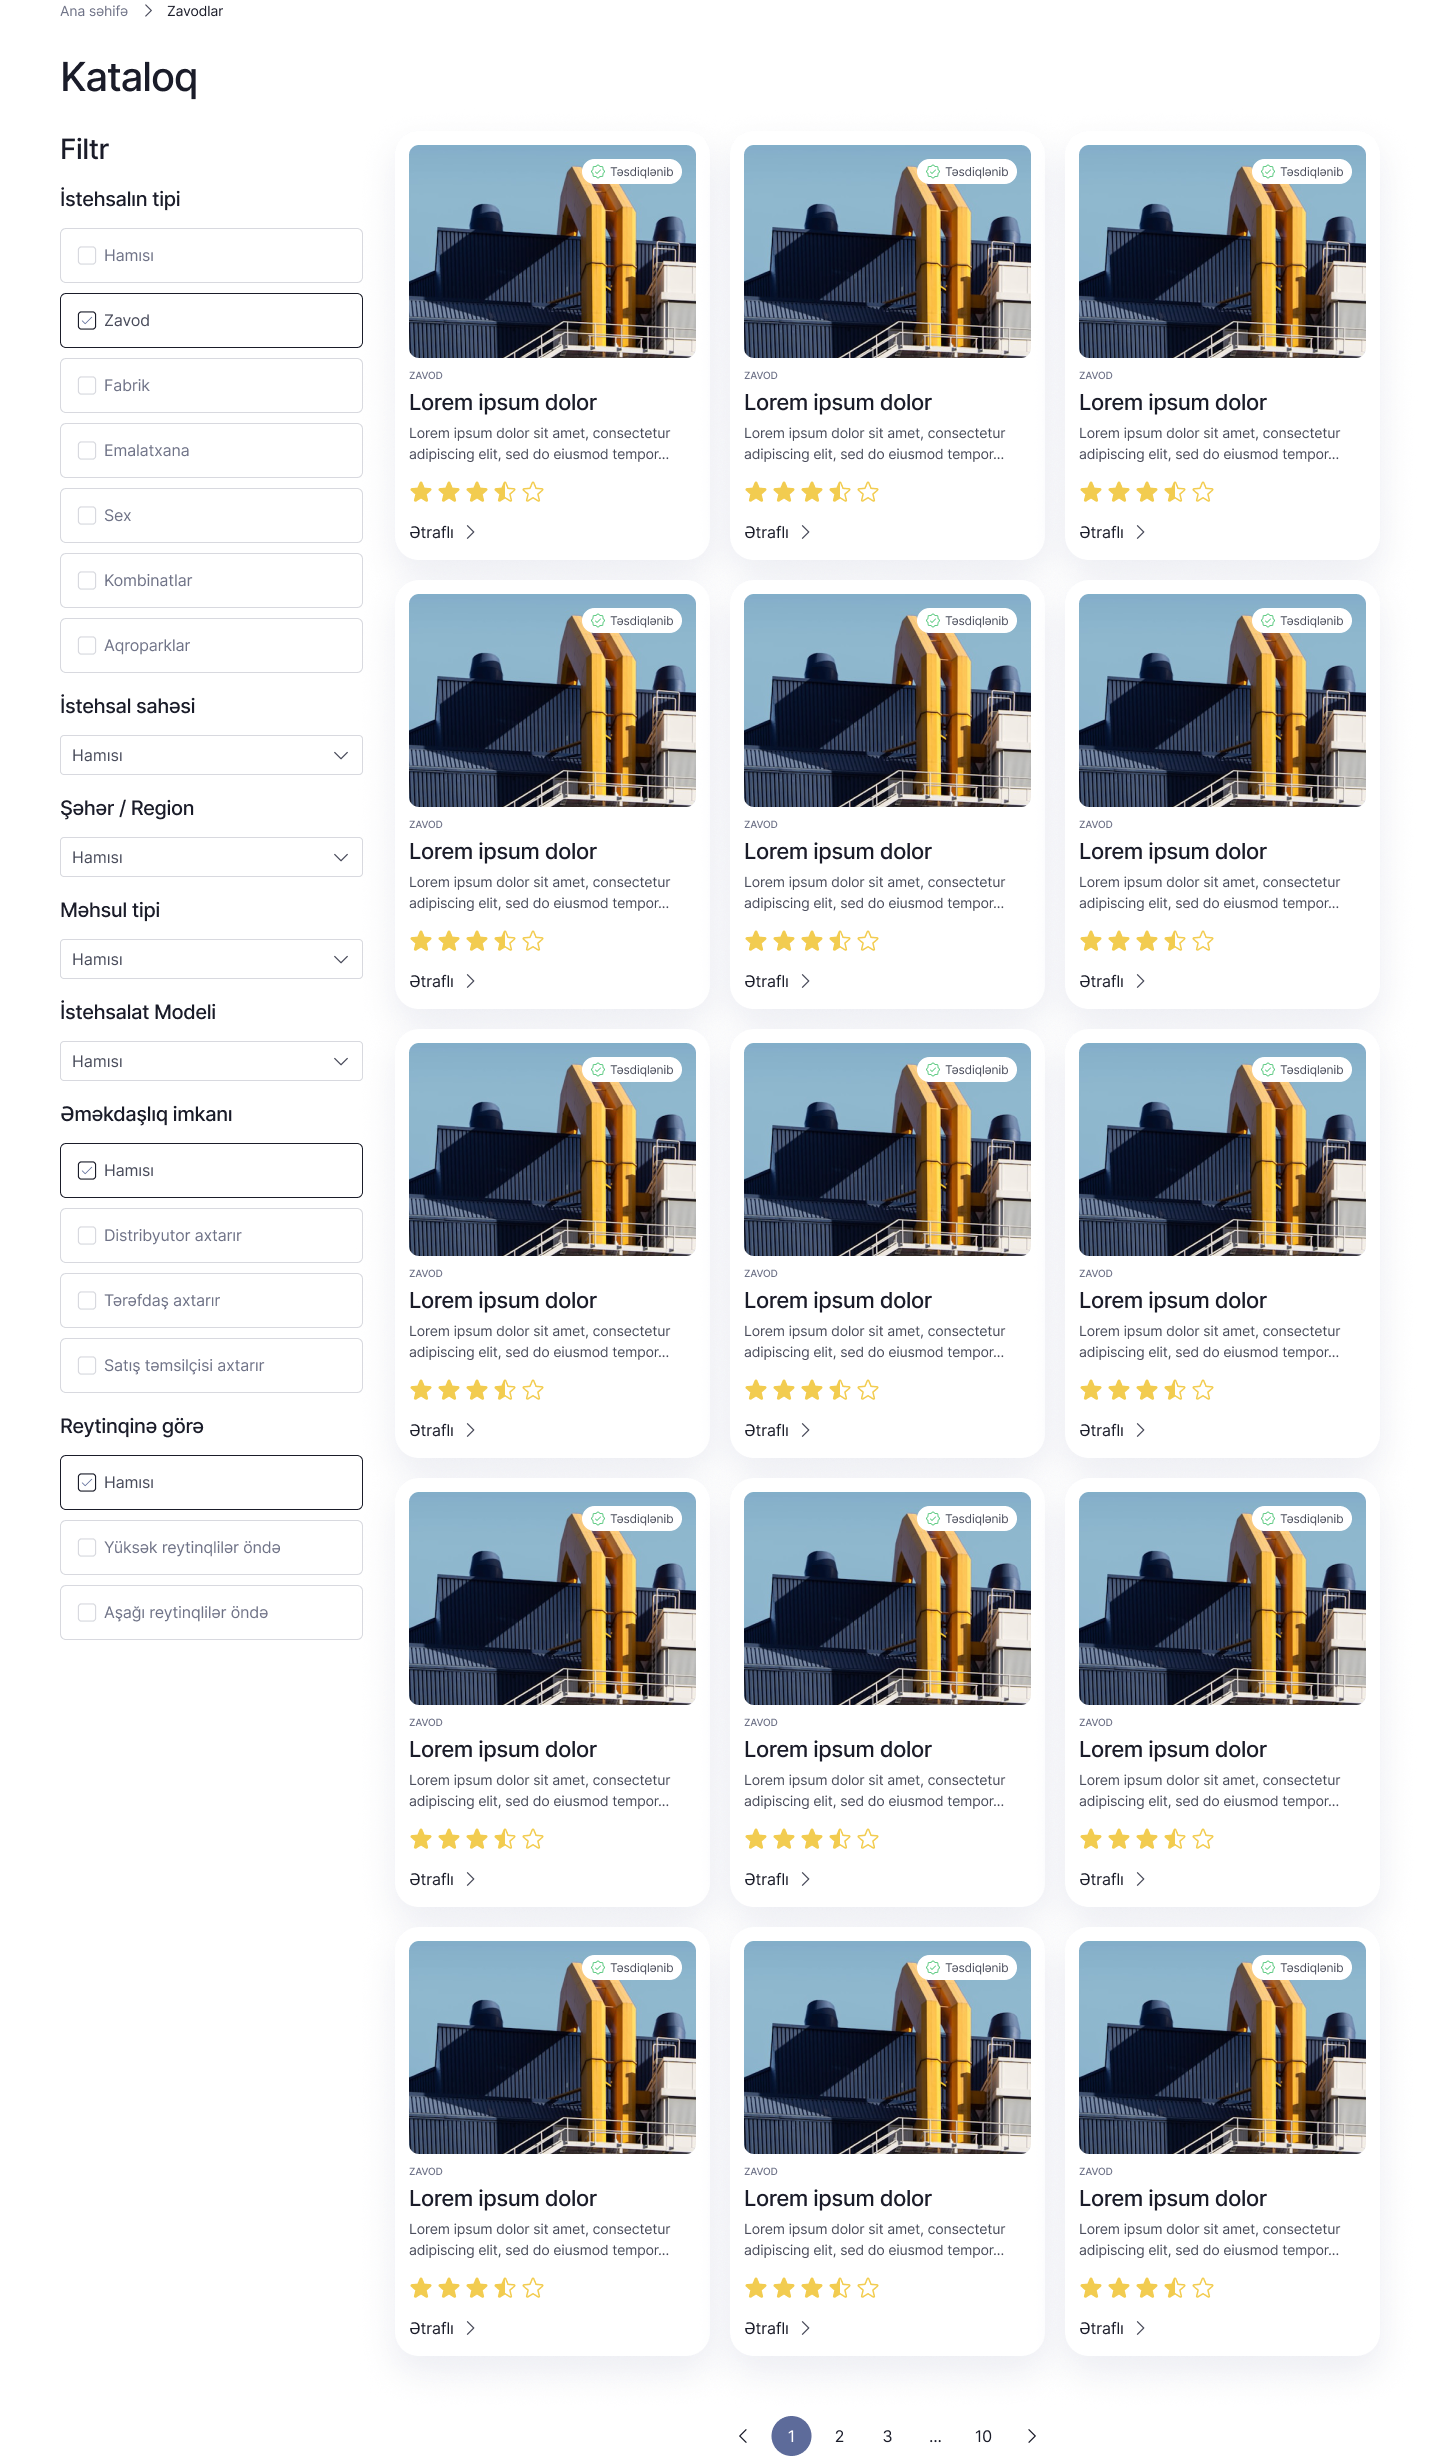 Ana səhifə
Zavodlar
Kataloq
Filtr
İstehsalın tipi
Hamısı
Zavod
Fabrik
Emalatxana
Sex
Kombinatlar
Aqroparklar
İstehsal sahəsi
Hamısı
Şəhər / Region
Hamısı
Məhsul tipi
Hamısı
İstehsalat Modeli
Hamısı
Əməkdaşlıq imkanı
Hamısı
Distribyutor axtarır
Tərəfdaş axtarır
Satış təmsilçisi axtarır
Reytinqinə görə
Hamısı
Yüksək reytinqlilər öndə
Aşağı reytinqlilər öndə
Təsdiqlənib
ZAVOD
Lorem ipsum dolor
Lorem ipsum dolor sit amet, consectetur
adipiscing elit, sed do eiusmod tempor...
Ətraflı
Təsdiqlənib
ZAVOD
Lorem ipsum dolor
Lorem ipsum dolor sit amet, consectetur
adipiscing elit, sed do eiusmod tempor...
Ətraflı
Təsdiqlənib
ZAVOD
Lorem ipsum dolor
Lorem ipsum dolor sit amet, consectetur
adipiscing elit, sed do eiusmod tempor...
Ətraflı
Təsdiqlənib
ZAVOD
Lorem ipsum dolor
Lorem ipsum dolor sit amet, consectetur
adipiscing elit, sed do eiusmod tempor...
Ətraflı
Təsdiqlənib
ZAVOD
Lorem ipsum dolor
Lorem ipsum dolor sit amet, consectetur
adipiscing elit, sed do eiusmod tempor...
Ətraflı
Təsdiqlənib
ZAVOD
Lorem ipsum dolor
Lorem ipsum dolor sit amet, consectetur
adipiscing elit, sed do eiusmod tempor...
Ətraflı
Təsdiqlənib
ZAVOD
Lorem ipsum dolor
Lorem ipsum dolor sit amet, consectetur
adipiscing elit, sed do eiusmod tempor...
Ətraflı
Təsdiqlənib
ZAVOD
Lorem ipsum dolor
Lorem ipsum dolor sit amet, consectetur
adipiscing elit, sed do eiusmod tempor...
Ətraflı
Təsdiqlənib
ZAVOD
Lorem ipsum dolor
Lorem ipsum dolor sit amet, consectetur
adipiscing elit, sed do eiusmod tempor...
Ətraflı
Təsdiqlənib
ZAVOD
Lorem ipsum dolor
Lorem ipsum dolor sit amet, consectetur
adipiscing elit, sed do eiusmod tempor...
Ətraflı
Təsdiqlənib
ZAVOD
Lorem ipsum dolor
Lorem ipsum dolor sit amet, consectetur
adipiscing elit, sed do eiusmod tempor...
Ətraflı
Təsdiqlənib
ZAVOD
Lorem ipsum dolor
Lorem ipsum dolor sit amet, consectetur
adipiscing elit, sed do eiusmod tempor...
Ətraflı
Təsdiqlənib
ZAVOD
Lorem ipsum dolor
Lorem ipsum dolor sit amet, consectetur
adipiscing elit, sed do eiusmod tempor...
Ətraflı
Təsdiqlənib
ZAVOD
Lorem ipsum dolor
Lorem ipsum dolor sit amet, consectetur
adipiscing elit, sed do eiusmod tempor...
Ətraflı
Təsdiqlənib
ZAVOD
Lorem ipsum dolor
Lorem ipsum dolor sit amet, consectetur
adipiscing elit, sed do eiusmod tempor...
Ətraflı
1 2 3 ... 10